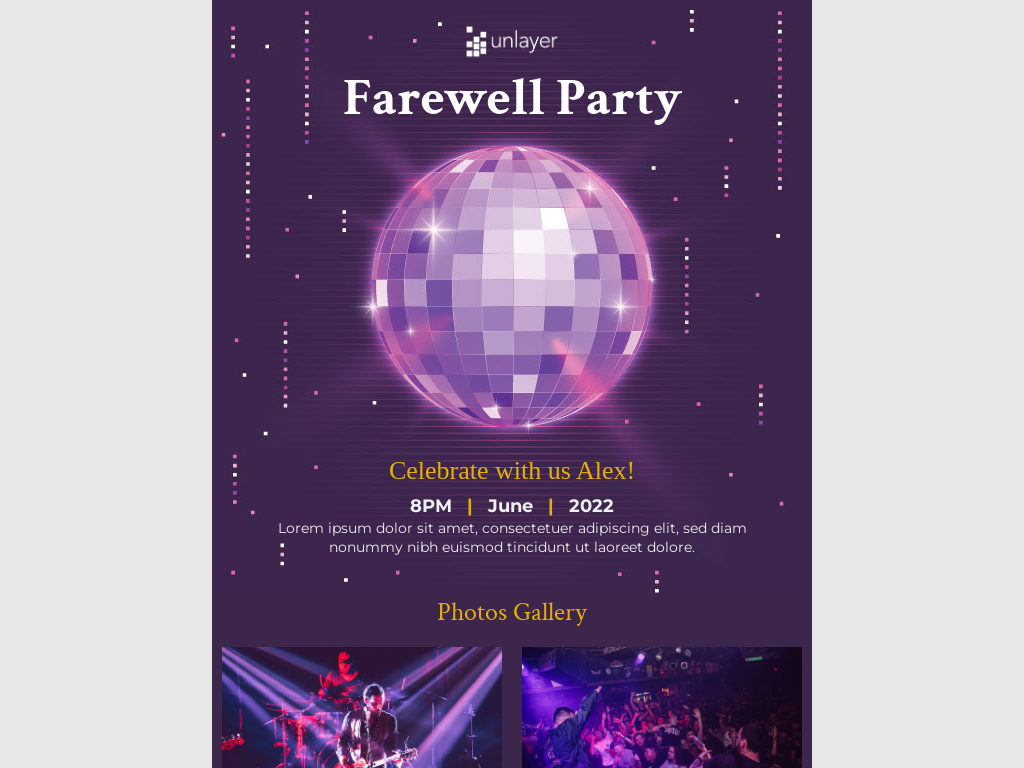 unlayer
Farewell Party
Celebrate with us Alex!
8PM | June | 2022
Lorem ipsum dolor sit amet, consectetuer adipiscing elit, sed diam
nonummy nibh euismod tincidunt ut laoreet dolore.
Photos Gallery